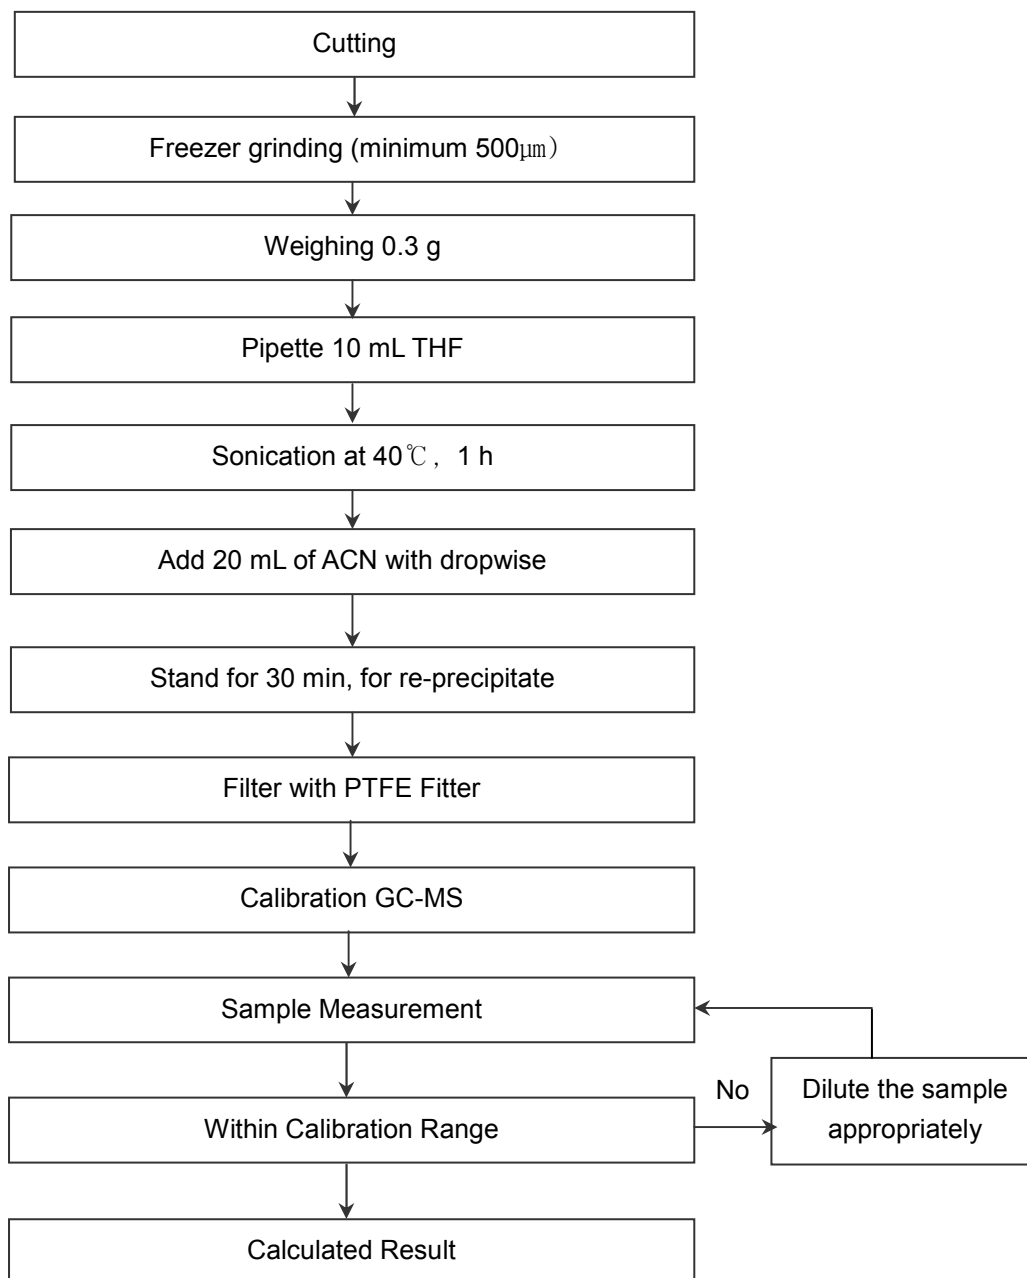 Cutting
Freezer grinding (minimum 500μm）
Weighing 0.3 g
Pipette 10 mL THF
Sonication at 40℃， 1 h
Add 20 mL of ACN with dropwise
Stand for 30 min, for re-precipitate
Filter with PTFE Fitter
Calibration GC-MS
Sample Measurement
No
Dilute the sample
appropriately
Within Calibration Range
Calculated Result